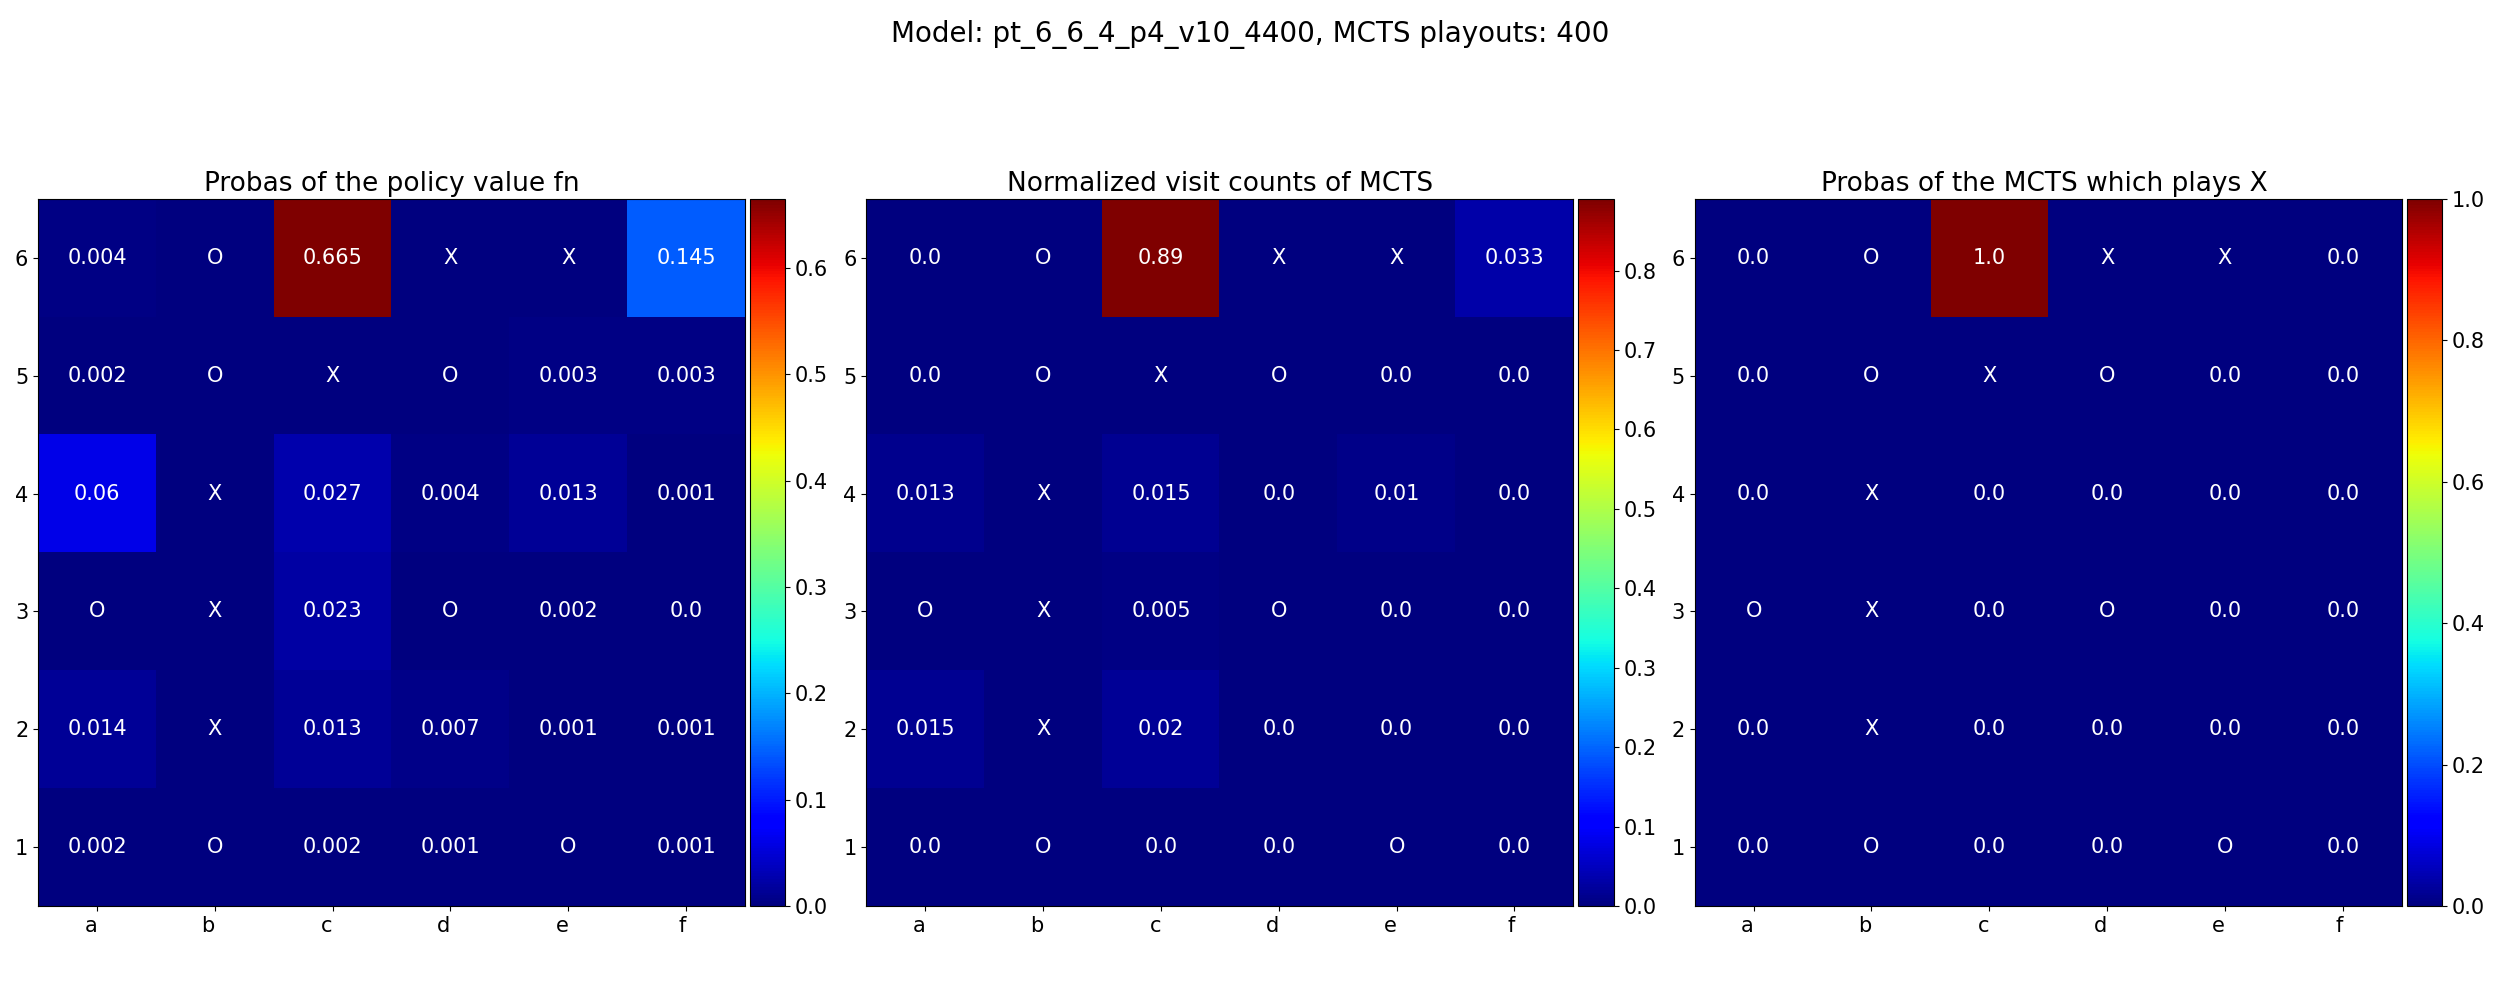 Model: pt_6_6_4_p4_v10_4400, MCTS playouts: 400
Probas of the policy value fn
6 0.004 O 0.665 X X 0.145
5 0.002 O X O 0.003 0.003
4 0.06 X 0.027 0.004 0.013 0.001
3 O X 0.023 O 0.002 0.0
2 0.014 X 0.013 0.007 0.001 0.001
1 0.002 O 0.002 0.001 O 0.001
a b c d e f
0.6
0.5
0.4
0.3
0.2
0.1
0.0
Normalized visit counts of MCTS
6 0.0 O 0.89 X X 0.033
5 0.0 O X O 0.0 0.0
4 0.013 X 0.015 0.0 0.01 0.0
3 O X 0.005 O 0.0 0.0
2 0.015 X 0.02 0.0 0.0 0.0
1 0.0 O 0.0 0.0 O 0.0
a b c d e f
0.8
0.7
0.6
0.5
0.4
0.3
0.2
0.1
0.0
Probas of the MCTS which plays X
6 0.0 O 1.0 X X 0.0
5 0.0 O X O 0.0 0.0
4 0.0 X 0.0 0.0 0.0 0.0
3 O X 0.0 O 0.0 0.0
2 0.0 X 0.0 0.0 0.0 0.0
1 0.0 O 0.0 0.0 O 0.0
a b c d e f
1.0
0.8
0.6
0.4
0.2
0.0